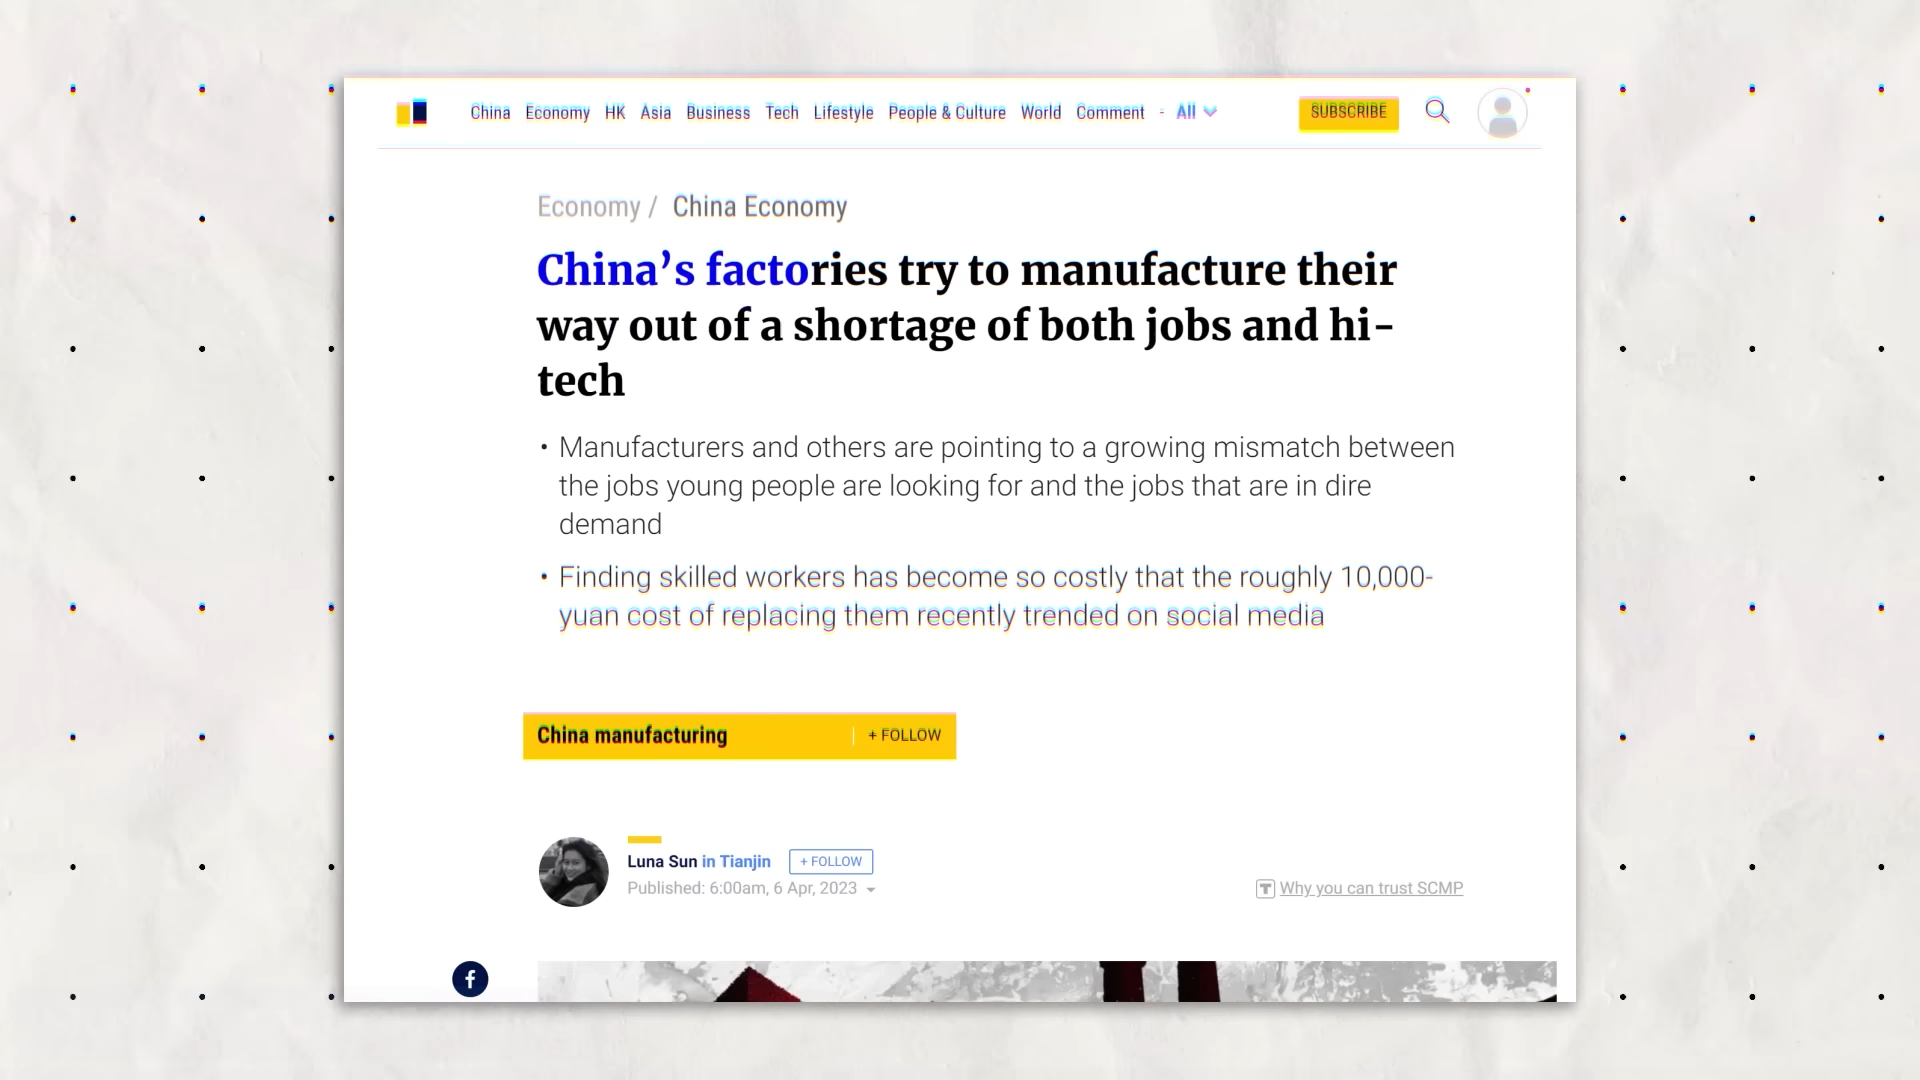 China Economy HK Asia Business Tech Lifestyle People & Culture World Comment - All SUBSCRIBE
Economy / China Economy
China’s factories try to manufacture their
way out of a shortage of both jobs and hi-
tech
• Manufacturers and others are pointing to a growing mismatch between
the jobs young people are looking for and the jobs that are in dire
demand
• Finding skilled workers has become so costly that the roughly 10,000-
yuan cost of replacing them recently trended on social media
China manufacturing + FOLLOW
Luna Sun in Tianjin + FOLLOW
Published: 6:00am, 6 Apr, 2023
Why you can trust SCMP